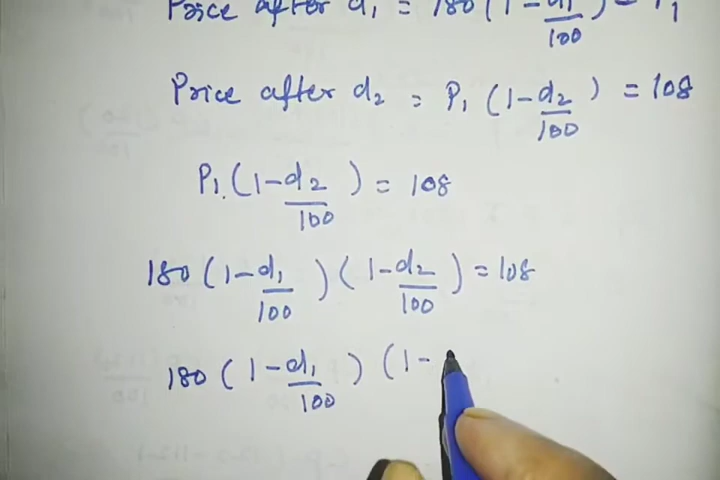 Price after d1 = 180 (1 - d1/100) = P1
Price after d2 = P1 (1 - d2/100) = 108
P1. (1 - d2/100) = 108
180 (1 - d1/100) (1 - d2/100) = 108
180 (1 - d1/100) (1 -